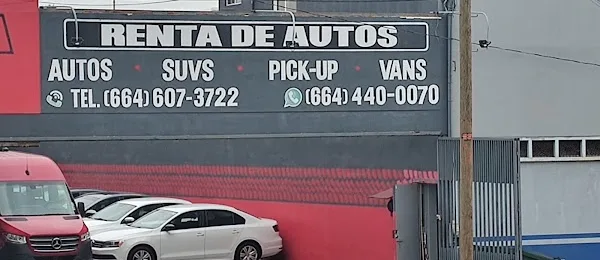 RENTA DE AUTOS
AUTOS • SUVS • PICK-UP • VANS
TEL. (664) 607-3722 (664) 440-0070